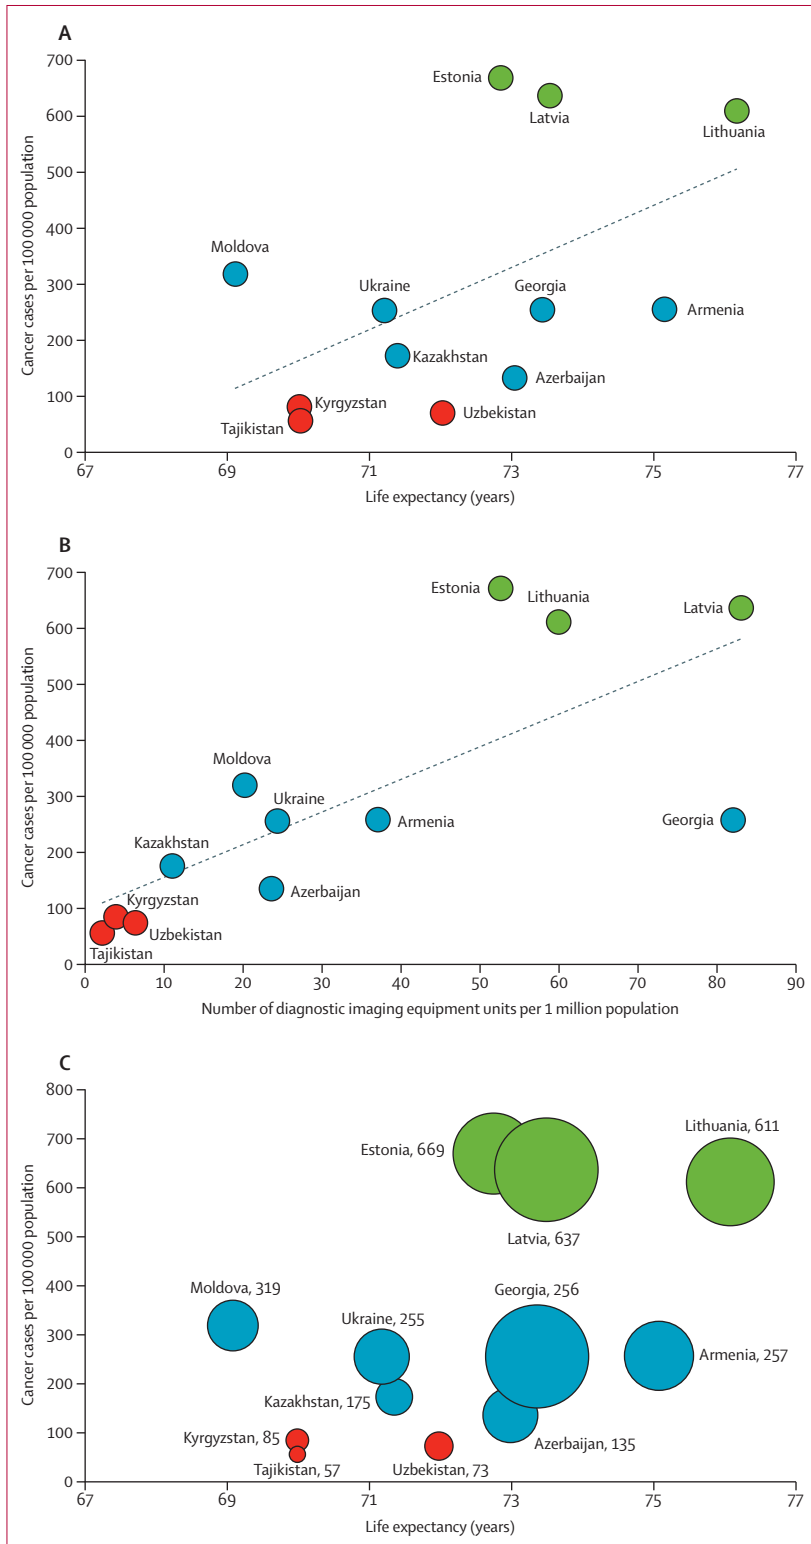 A
700
600
500
400
300
200
100
0
Cancer cases per 100 000 population
Estonia
Latvia
Lithuania
Moldova
Ukraine
Georgia
Armenia
Kazakhstan
Azerbaijan
Kyrgyzstan
Tajikistan
Uzbekistan
67 69 71 73 75 77
Life expectancy (years)
B
700
600
500
400
300
200
100
0
Cancer cases per 100 000 population
Estonia
Lithuania
Latvia
Moldova
Ukraine
Armenia
Georgia
Kazakhstan
Azerbaijan
Kyrgyzstan
Uzbekistan
Tajikistan
0 10 20 30 40 50 60 70 80 90
Number of diagnostic imaging equipment units per 1 million population
C
800
700
600
500
400
300
200
100
0
Cancer cases per 100 000 population
Lithuania, 611
Estonia, 669
Latvia, 637
Moldova, 319
Georgia, 256
Ukraine, 255
Armenia, 257
Kazakhstan, 175
Kyrgyzstan, 85
Azerbaijan, 135
Tajikistan, 57
Uzbekistan, 73
67 69 71 73 75 77
Life expectancy (years)